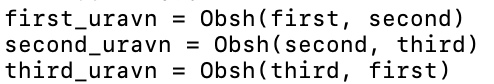 first_uravn = Obsh(first, second)
second_uravn = Obsh(second, third)
third_uravn = Obsh(third, first)